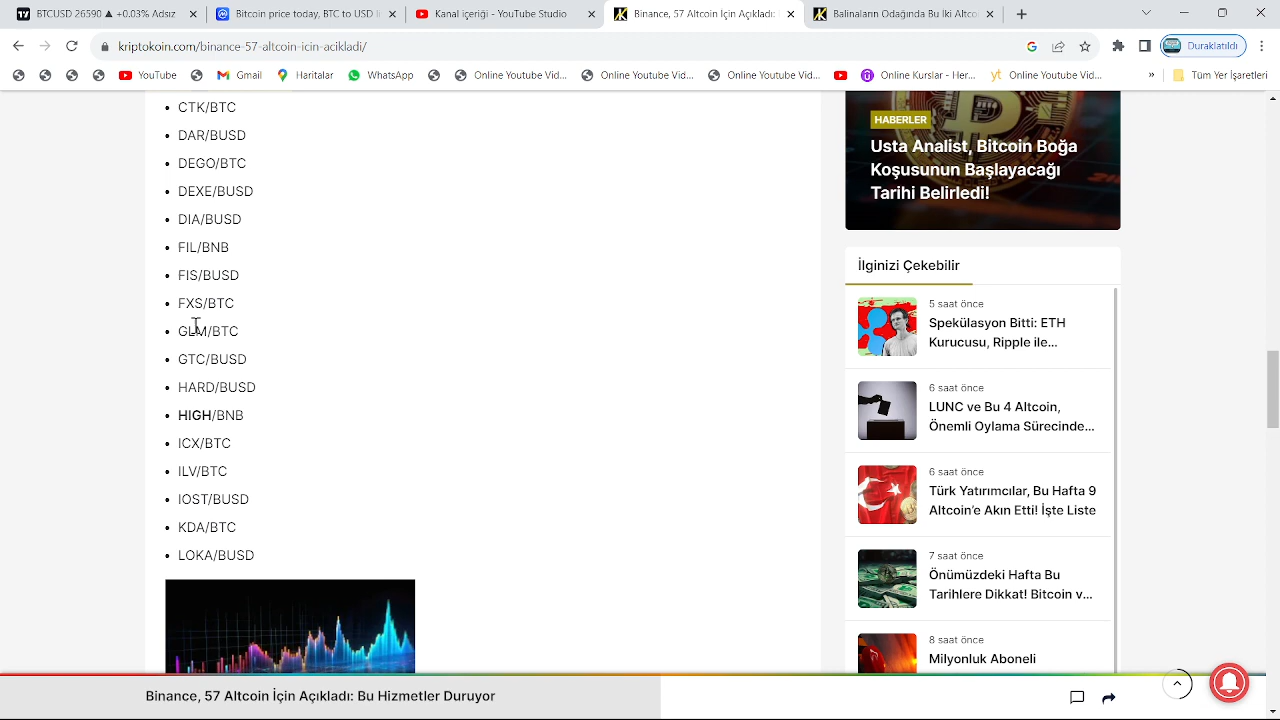 BTCUSD 26590 ▲ +0.03% Adsız
Bitcoin price today, BTC to USD li
Kanal içeriği - YouTube Studio
Binance, 57 Altcoin İçin Açıkladı:
Balinaların Odağında Bu İki Altco
kriptokoin.com/binance-57-altcoin-icin-acikladi/
Duraklatıldı
YouTube
Gmail
Haritalar
WhatsApp
Online Youtube Vid...
Online Youtube Vid...
Online Youtube Vid...
Online Kurslar - Her...
Online Youtube Vid...
»
Tüm Yer İşaretleri
CTK/BTC
DAR/BUSD
DEGO/BTC
DEXE/BUSD
DIA/BUSD
FIL/BNB
FIS/BUSD
FXS/BTC
GLM/BTC
GTC/BUSD
HARD/BUSD
HIGH/BNB
ICX/BTC
ILV/BTC
IOST/BUSD
KDA/BTC
LOKA/BUSD
HABERLER
Usta Analist, Bitcoin Boğa
Koşusunun Başlayacağı
Tarihi Belirledi!
İlginizi Çekebilir
5 saat önce
Spekülasyon Bitti: ETH
Kurucusu, Ripple ile...
6 saat önce
LUNC ve Bu 4 Altcoin,
Önemli Oylama Sürecinde...
6 saat önce
Türk Yatırımcılar, Bu Hafta 9
Altcoin'e Akın Etti! İşte Liste
7 saat önce
Önümüzdeki Hafta Bu
Tarihlere Dikkat! Bitcoin v...
8 saat önce
Milyonluk Aboneli
Binance, 57 Altcoin İçin Açıkladı: Bu Hizmetler Duruyor